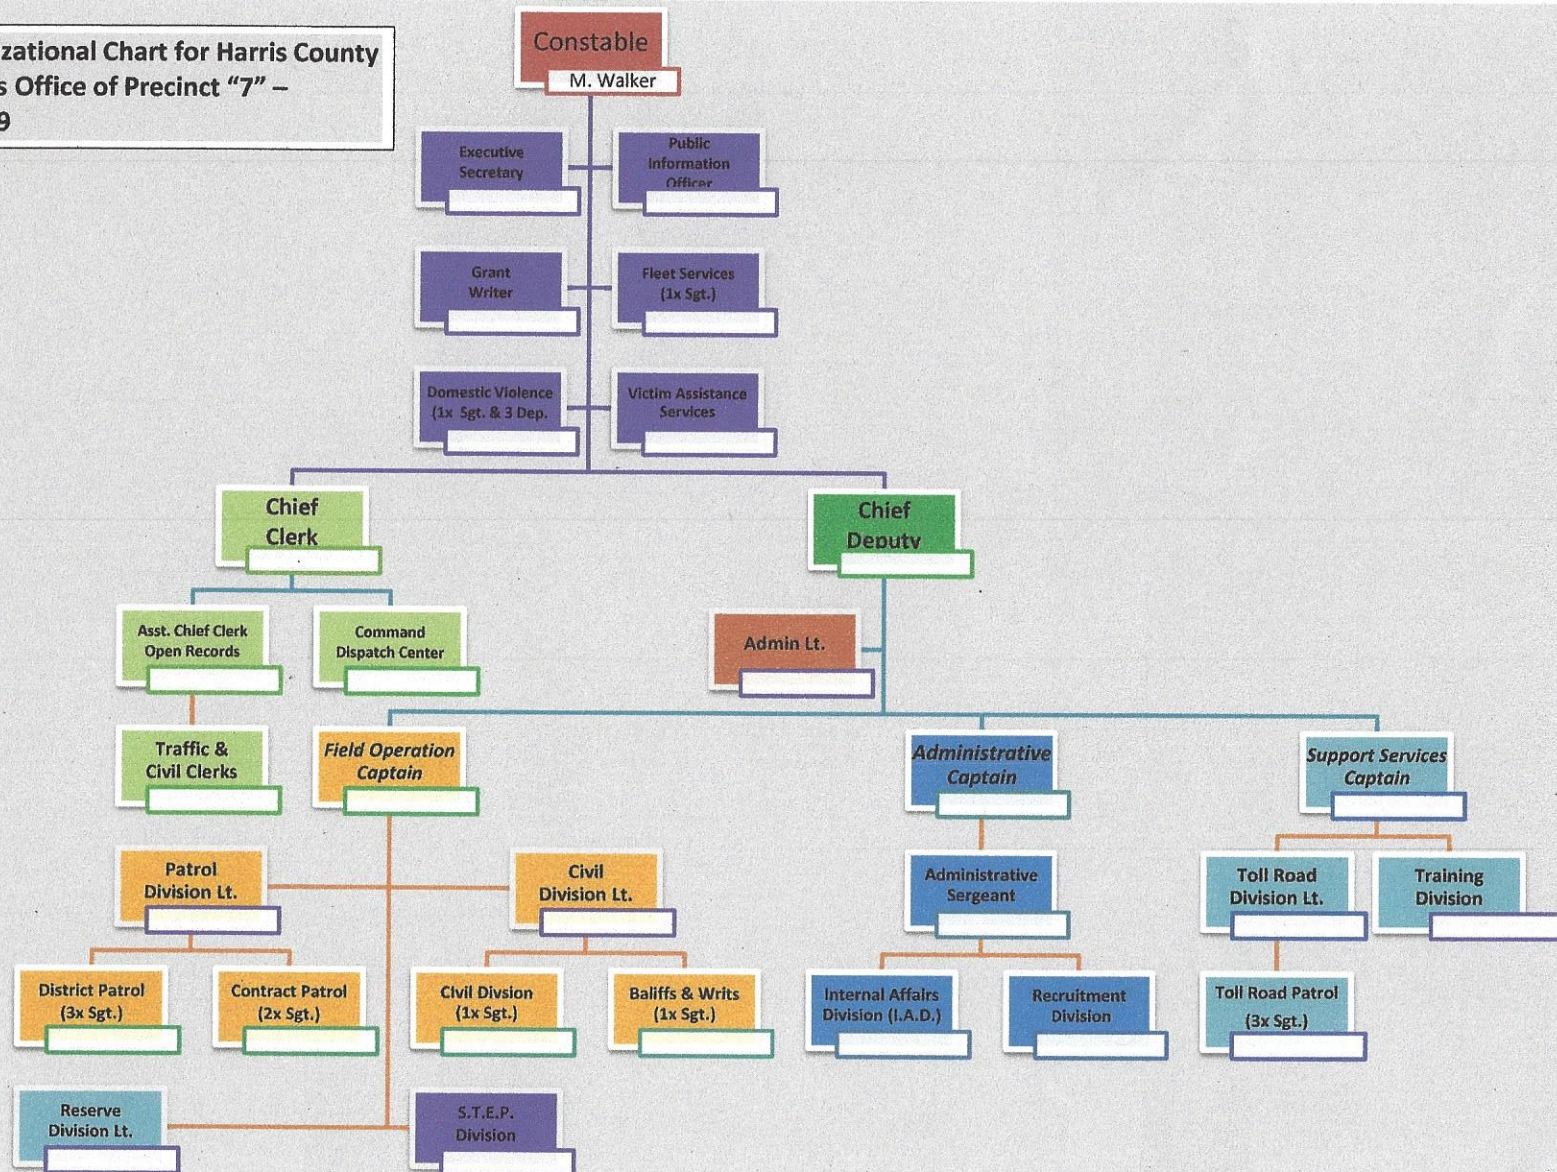 zational Chart for Harris County
s Office of Precinct “7” –
9
Constable
M. Walker
Executive
Secretary
Public
Information
Officer
Grant
Writer
Fleet Services
(1x Sgt.)
Domestic Violence
(1x Sgt. & 3 Dep.
Victim Assistance
Services
Chief
Clerk
Chief
Deputy
Asst. Chief Clerk
Open Records
Command
Dispatch Center
Admin Lt.
Traffic &
Civil Clerks
Field Operation
Captain
Administrative
Captain
Support Services
Captain
Patrol
Division Lt.
Civil
Division Lt.
Administrative
Sergeant
Toll Road
Division Lt.
Training
Division
District Patrol
(3x Sgt.)
Contract Patrol
(2x Sgt.)
Civil Divsion
(1x Sgt.)
Baliffs & Writs
(1x Sgt.)
Internal Affairs
Division (I.A.D.)
Recruitment
Division
Toll Road Patrol
(3x Sgt.)
Reserve
Division Lt.
S.T.E.P.
Division